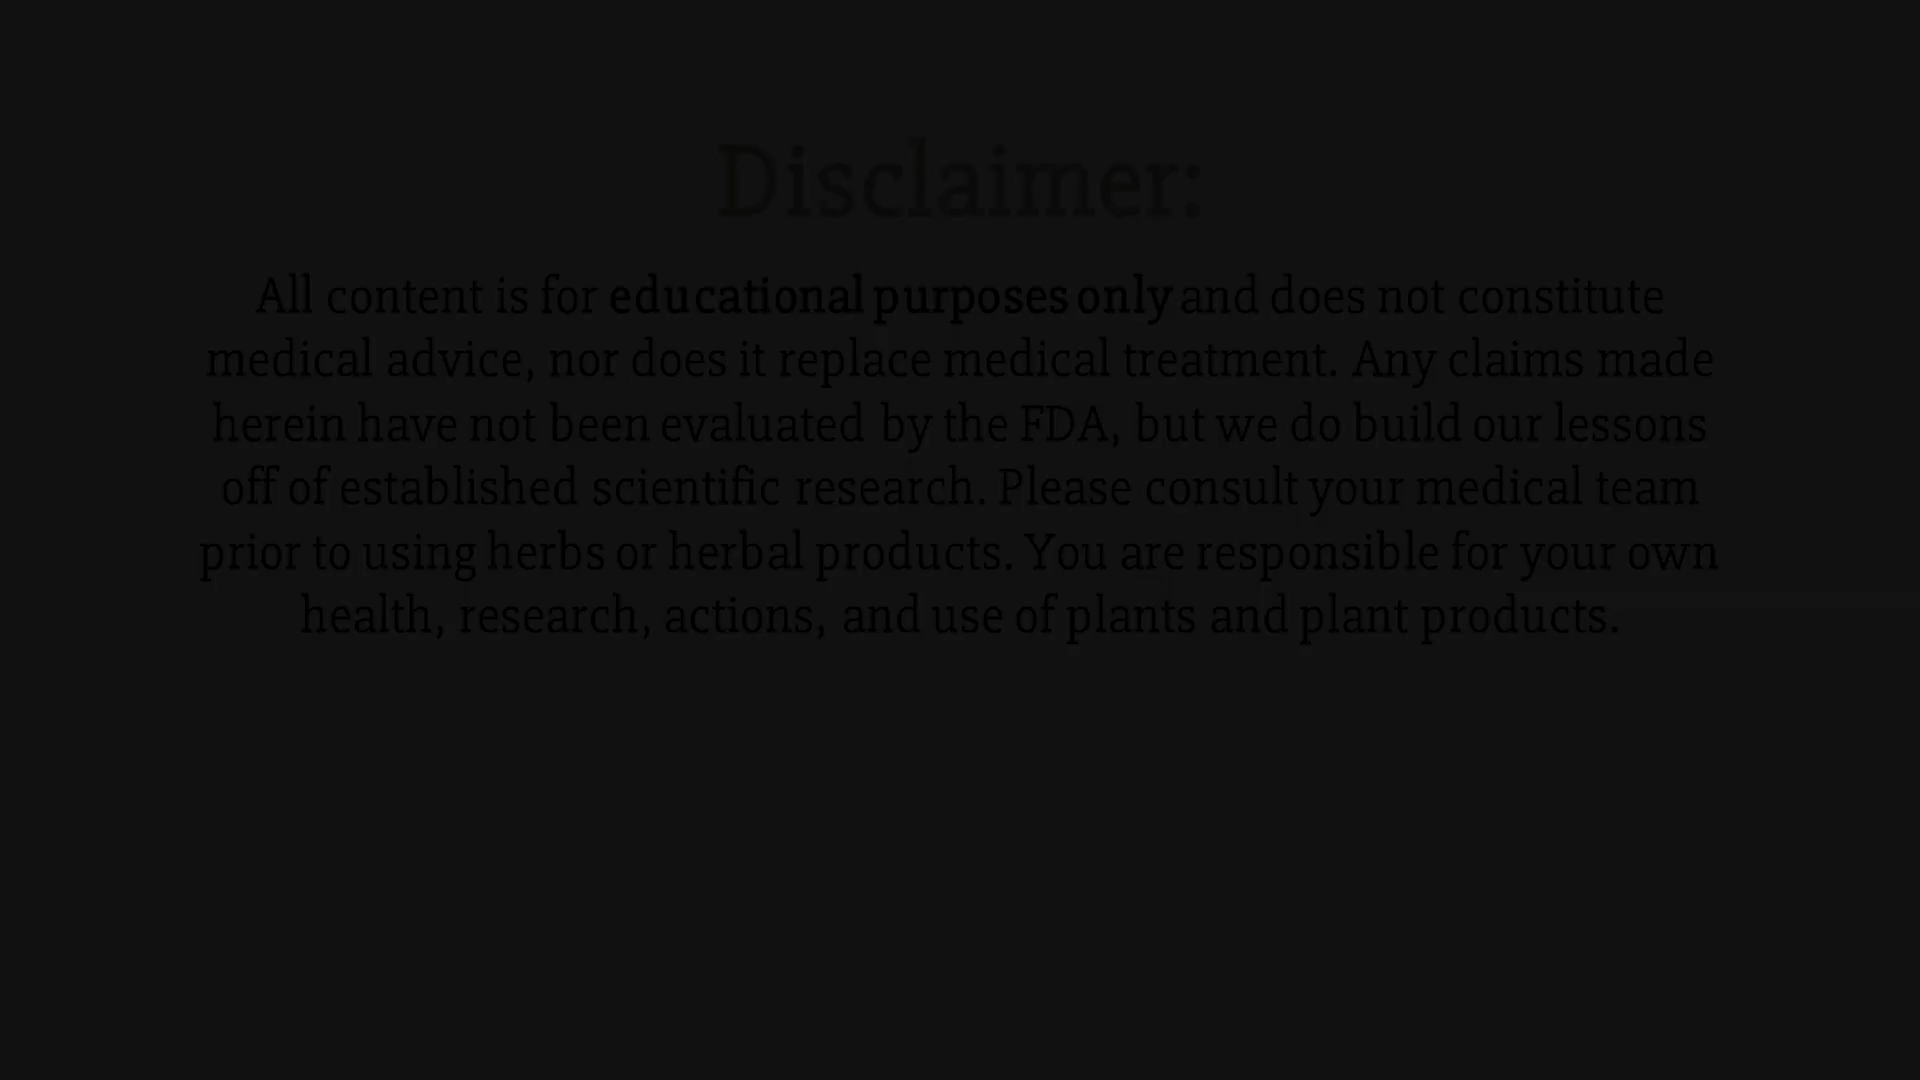 Disclaimer:
All content is for educational purposes only and does not constitute
medical advice, nor does it replace medical treatment. Any claims made
herein have not been evaluated by the FDA, but we do build our lessons
off of established scientific research. Please consult your medical team
prior to using herbs or herbal products. You are responsible for your own
health, research, actions, and use of plants and plant products.